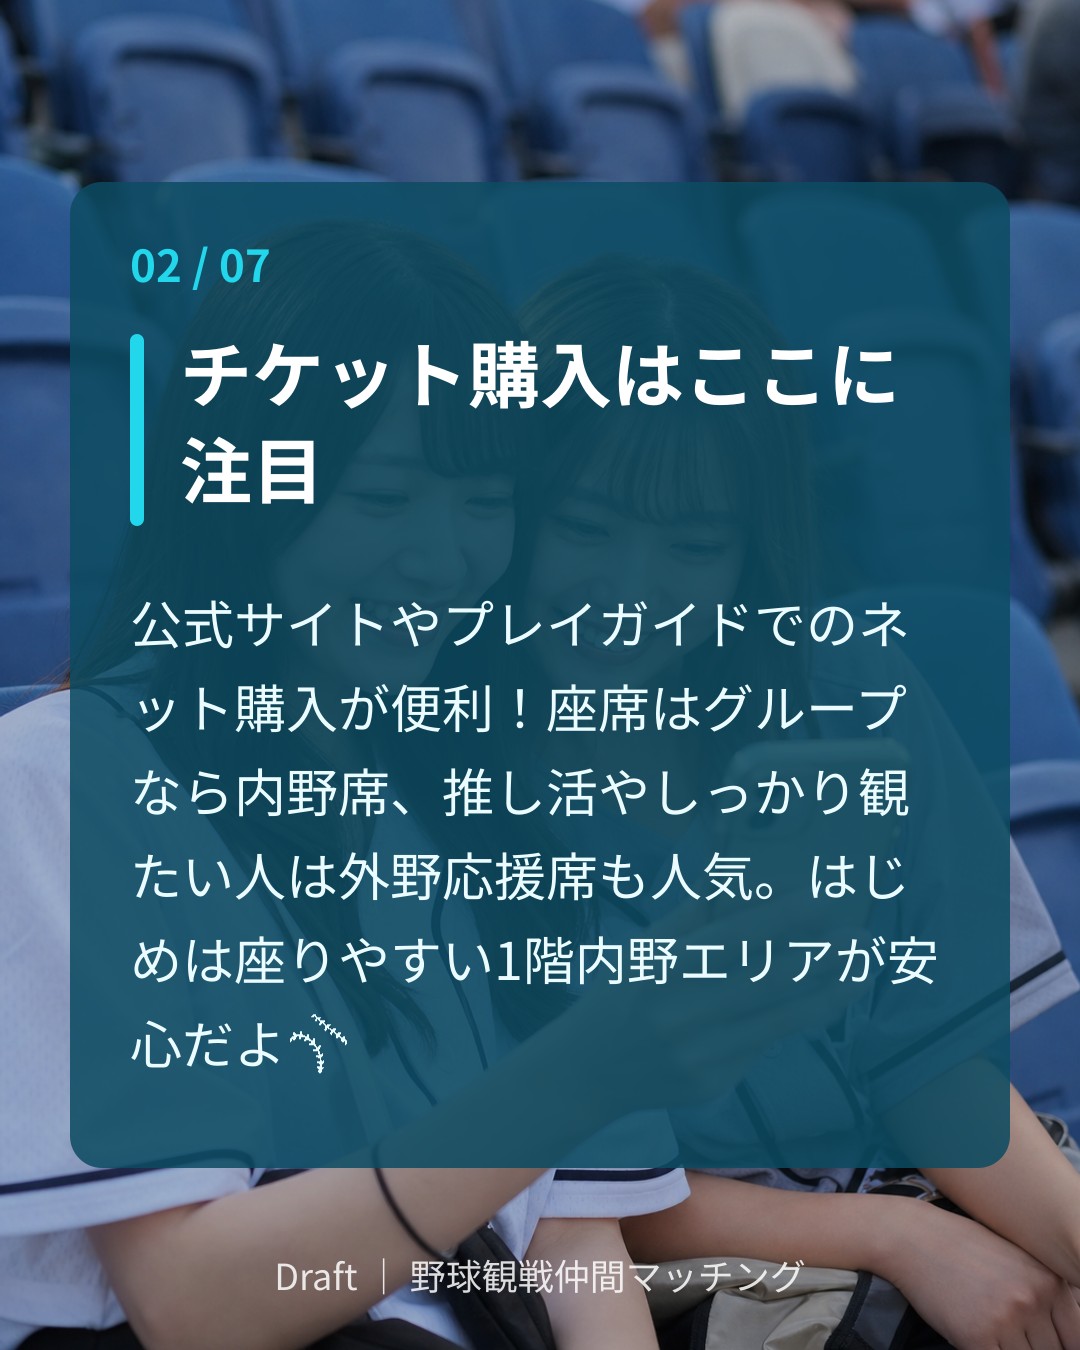 02 / 07
チケット購入はここに
注目
公式サイトやプレイガイドでのネ
ット購入が便利！座席はグループ
なら内野席、推し活やしっかり観
たい人は外野応援席も人気。はじ
めは座りやすい1階内野エリアが安
心だよ⚾
Draft｜野球観戦仲間マッチング